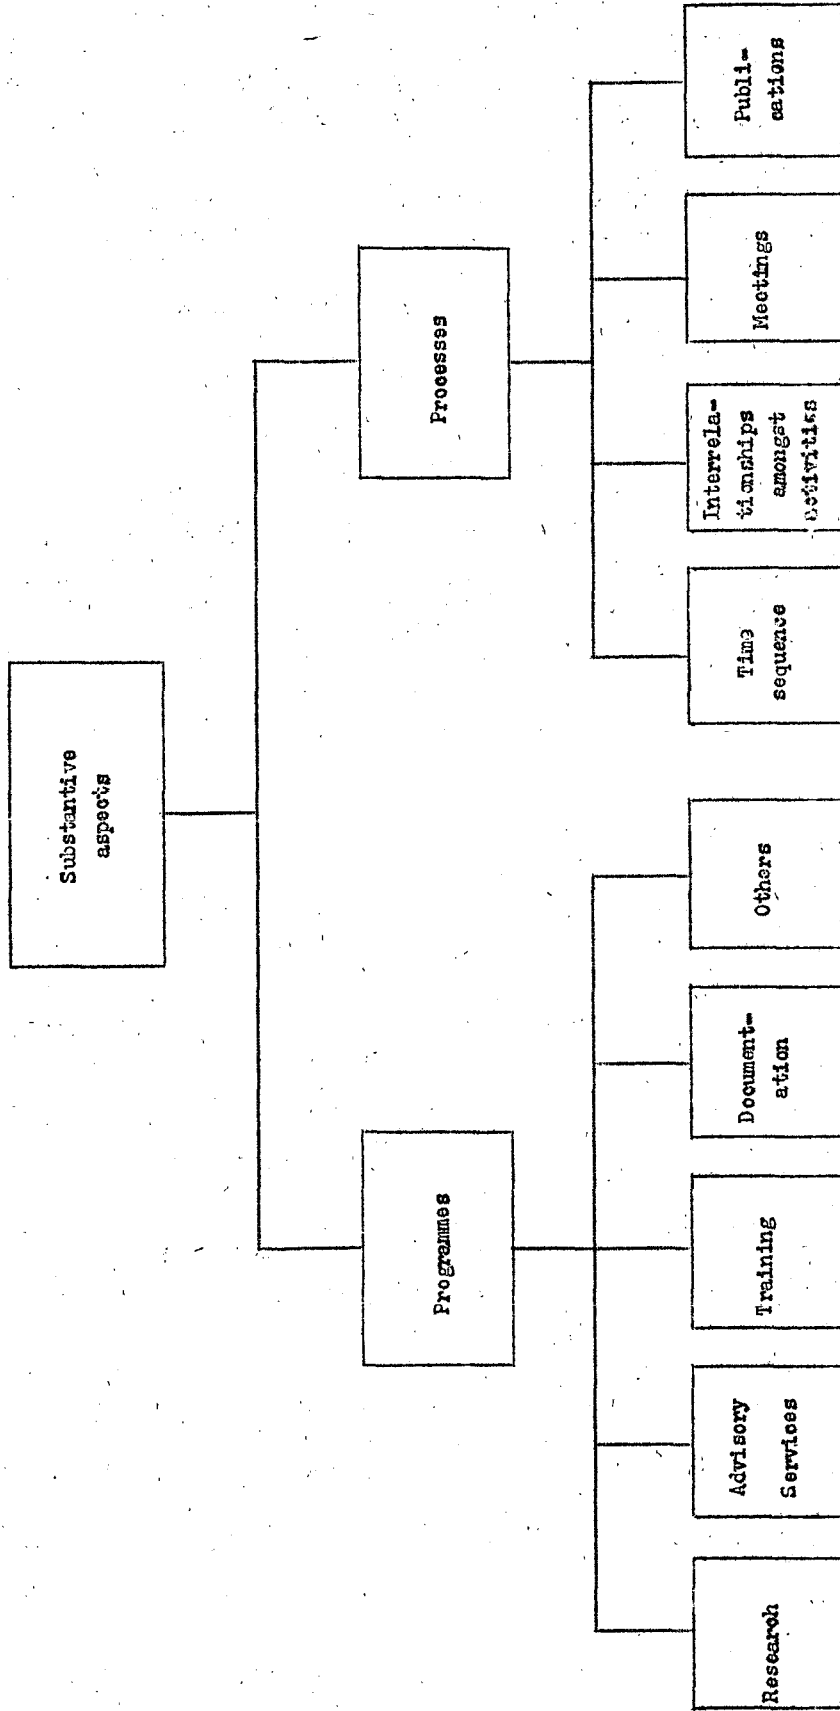 Substantive
aspects
Programmes
Processes
Research
Advisory
Services
Training
Document-
ation
Others
Time
sequence
Interrela-
tionships
amongst
activities
Meetings
Publi-
cations